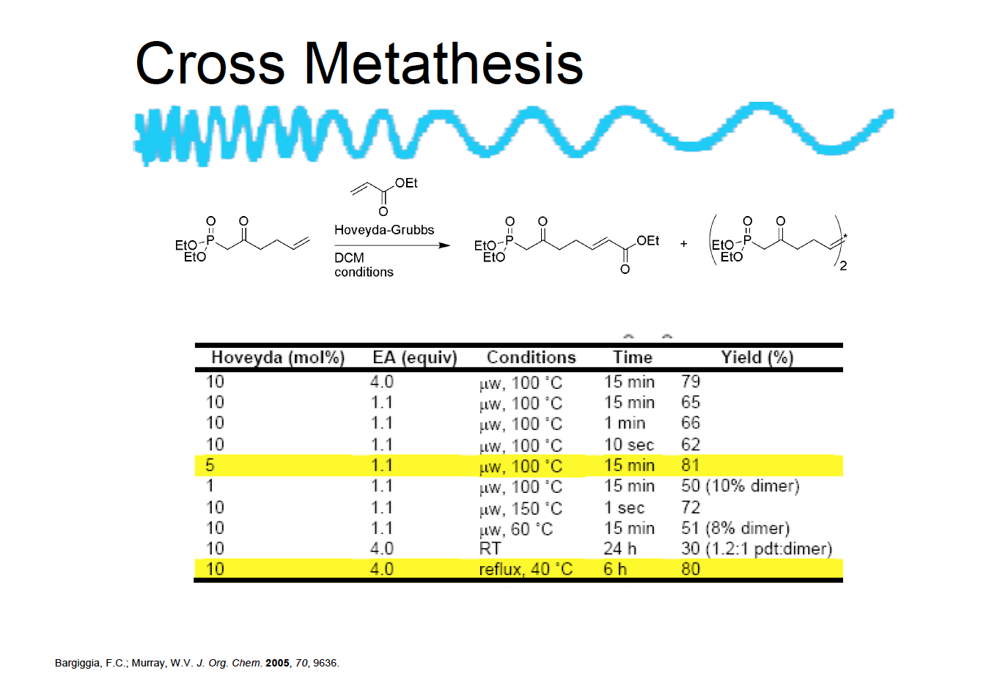 Cross Metathesis
OEt
O
O O
Hoveyda-Grubbs
EtO P
EtO
DCM
conditions
O O
EtO P
EtO
OEt
O
+
O O
EtO P
EtO
*
2
Hoveyda (mol%) EA (equiv) Conditions Time Yield (%)
10 4.0 μw, 100 °C 15 min 79
10 1.1 μw, 100 °C 15 min 65
10 1.1 μw, 100 °C 1 min 66
10 1.1 μw, 100 °C 10 sec 62
5 1.1 μw, 100 °C 15 min 81
1 1.1 μw, 100 °C 15 min 50 (10% dimer)
10 1.1 μw, 150 °C 1 sec 72
10 1.1 μw, 60 °C 15 min 51 (8% dimer)
10 4.0 RT 24 h 30 (1.2:1 pdt:dimer)
10 4.0 reflux, 40 °C 6 h 80
Bargiggia, F.C.; Murray, W.V. J. Org. Chem. 2005, 70, 9636.